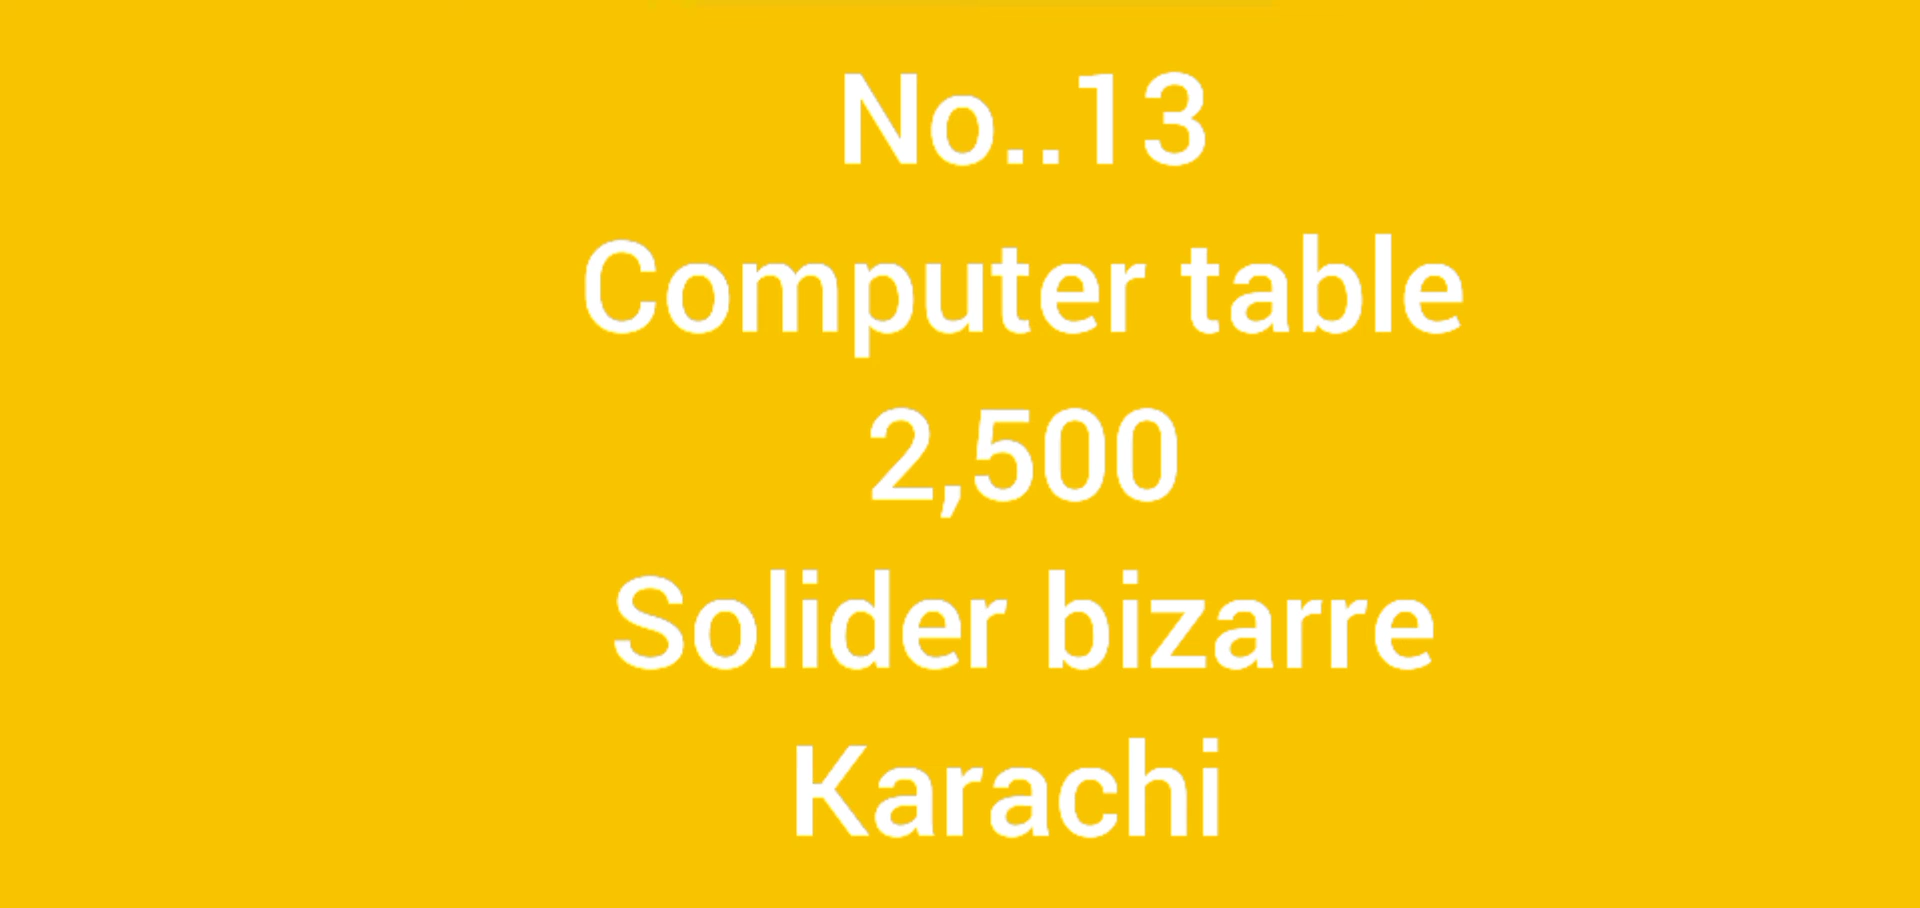 No..13
Computer table
2,500
Solider bizarre
Karachi